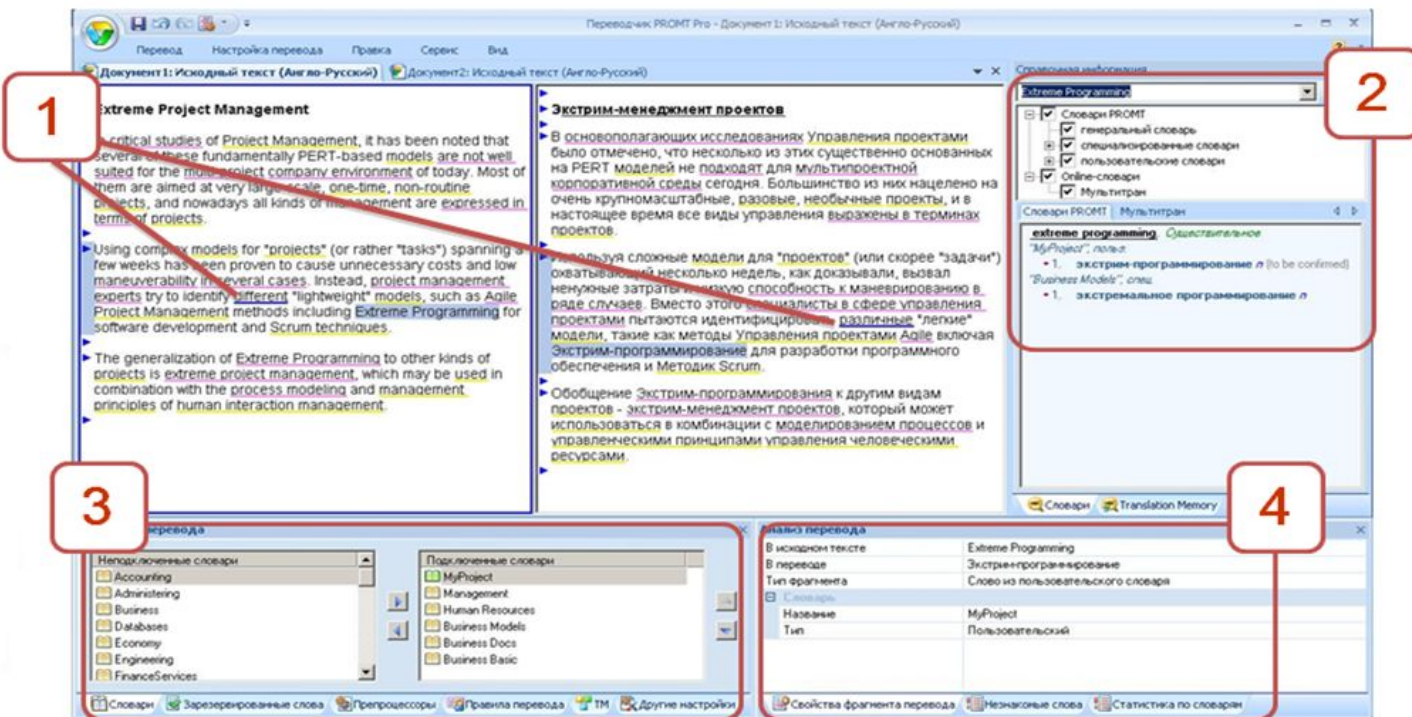 Переводчик PROMT Pro - Документ 1: Исходный текст (Англо-Русский)
Перевод Настройка перевода Правка Сервис Вид
Документ1: Исходный текст (Англо-Русский) Документ2: Исходный текст (Англо-Русский)
1
Extreme Project Management
critical studies of Project Management, it has been noted that
several of these fundamentally PERT-based models are not well
suited for the multi-project company environment of today. Most of
them are aimed at very large-scale, one-time, non-routine
projects, and nowadays all kinds of management are expressed in
terms of projects.
Using complex models for "projects" (or rather "tasks") spanning a
few weeks has been proven to cause unnecessary costs and low
maneuverability in several cases. Instead, project management
experts try to identify different "lightweight" models, such as Agile
Project Management methods including Extreme Programming for
software development and Scrum techniques.
The generalization of Extreme Programming to other kinds of
projects is extreme project management, which may be used in
combination with the process modeling and management
principles of human interaction management.
Экстрим-менеджмент проектов
В основополагающих исследованиях Управления проектами
было отмечено, что несколько из этих существенно основанных
на PERT моделей не подходят для мультипроектной
корпоративной среды сегодня. Большинство из них нацелено на
очень крупномасштабные, разовые, необычные проекты, и в
настоящее время все виды управления выражены в терминах
проектов.
Используя сложные модели для "проектов" (или скорее "задачи")
охватывающий несколько недель, как доказывали, вызвал
ненужные затраты и низкую способность к маневрированию в
ряде случаев. Вместо этого специалисты в сфере управления
проектами пытаются идентифицировать различные "легкие"
модели, такие как методы Управления проектами Agile включая
Экстрим-программирование для разработки программного
обеспечения и Методик Scrum.
Обобщение Экстрим-программирования к другим видам
проектов - экстрим-менеджмент проектов, который может
использоваться в комбинации с моделированием процессов и
управленческими принципами управления человеческими
ресурсами.
Справочная информация
2
Extreme Programming
Словари PROMT
генеральный словарь
специализированные словари
пользовательские словари
Online-словари
Мультитран
Словари PROMT Мультитран
extreme programming, Существительное
"MyProject", польз.
1. экстрим-программирование n (to be confirmed)
"Business Models", спец.
1. экстремальное программирование n
Словари Translation Memory
3
перевода
Неподключенные словари
Accounting
Administering
Business
Databases
Economy
Engineering
FinanceServices
Подключенные словари
MyProject
Management
Human Resources
Business Models
Business Docs
Business Basic
Словари Зарезервированные слова Препроцессоры Правила перевода ТМ Другие настройки
4
Анализ перевода
В исходном тексте Extreme Programming
В переводе Экстрим-программирование
Тип фрагмента Слово из пользовательского словаря
Словарь
Название MyProject
Тип Пользовательский
Свойства фрагмента перевода Незнакомые слова Статистика по словарям